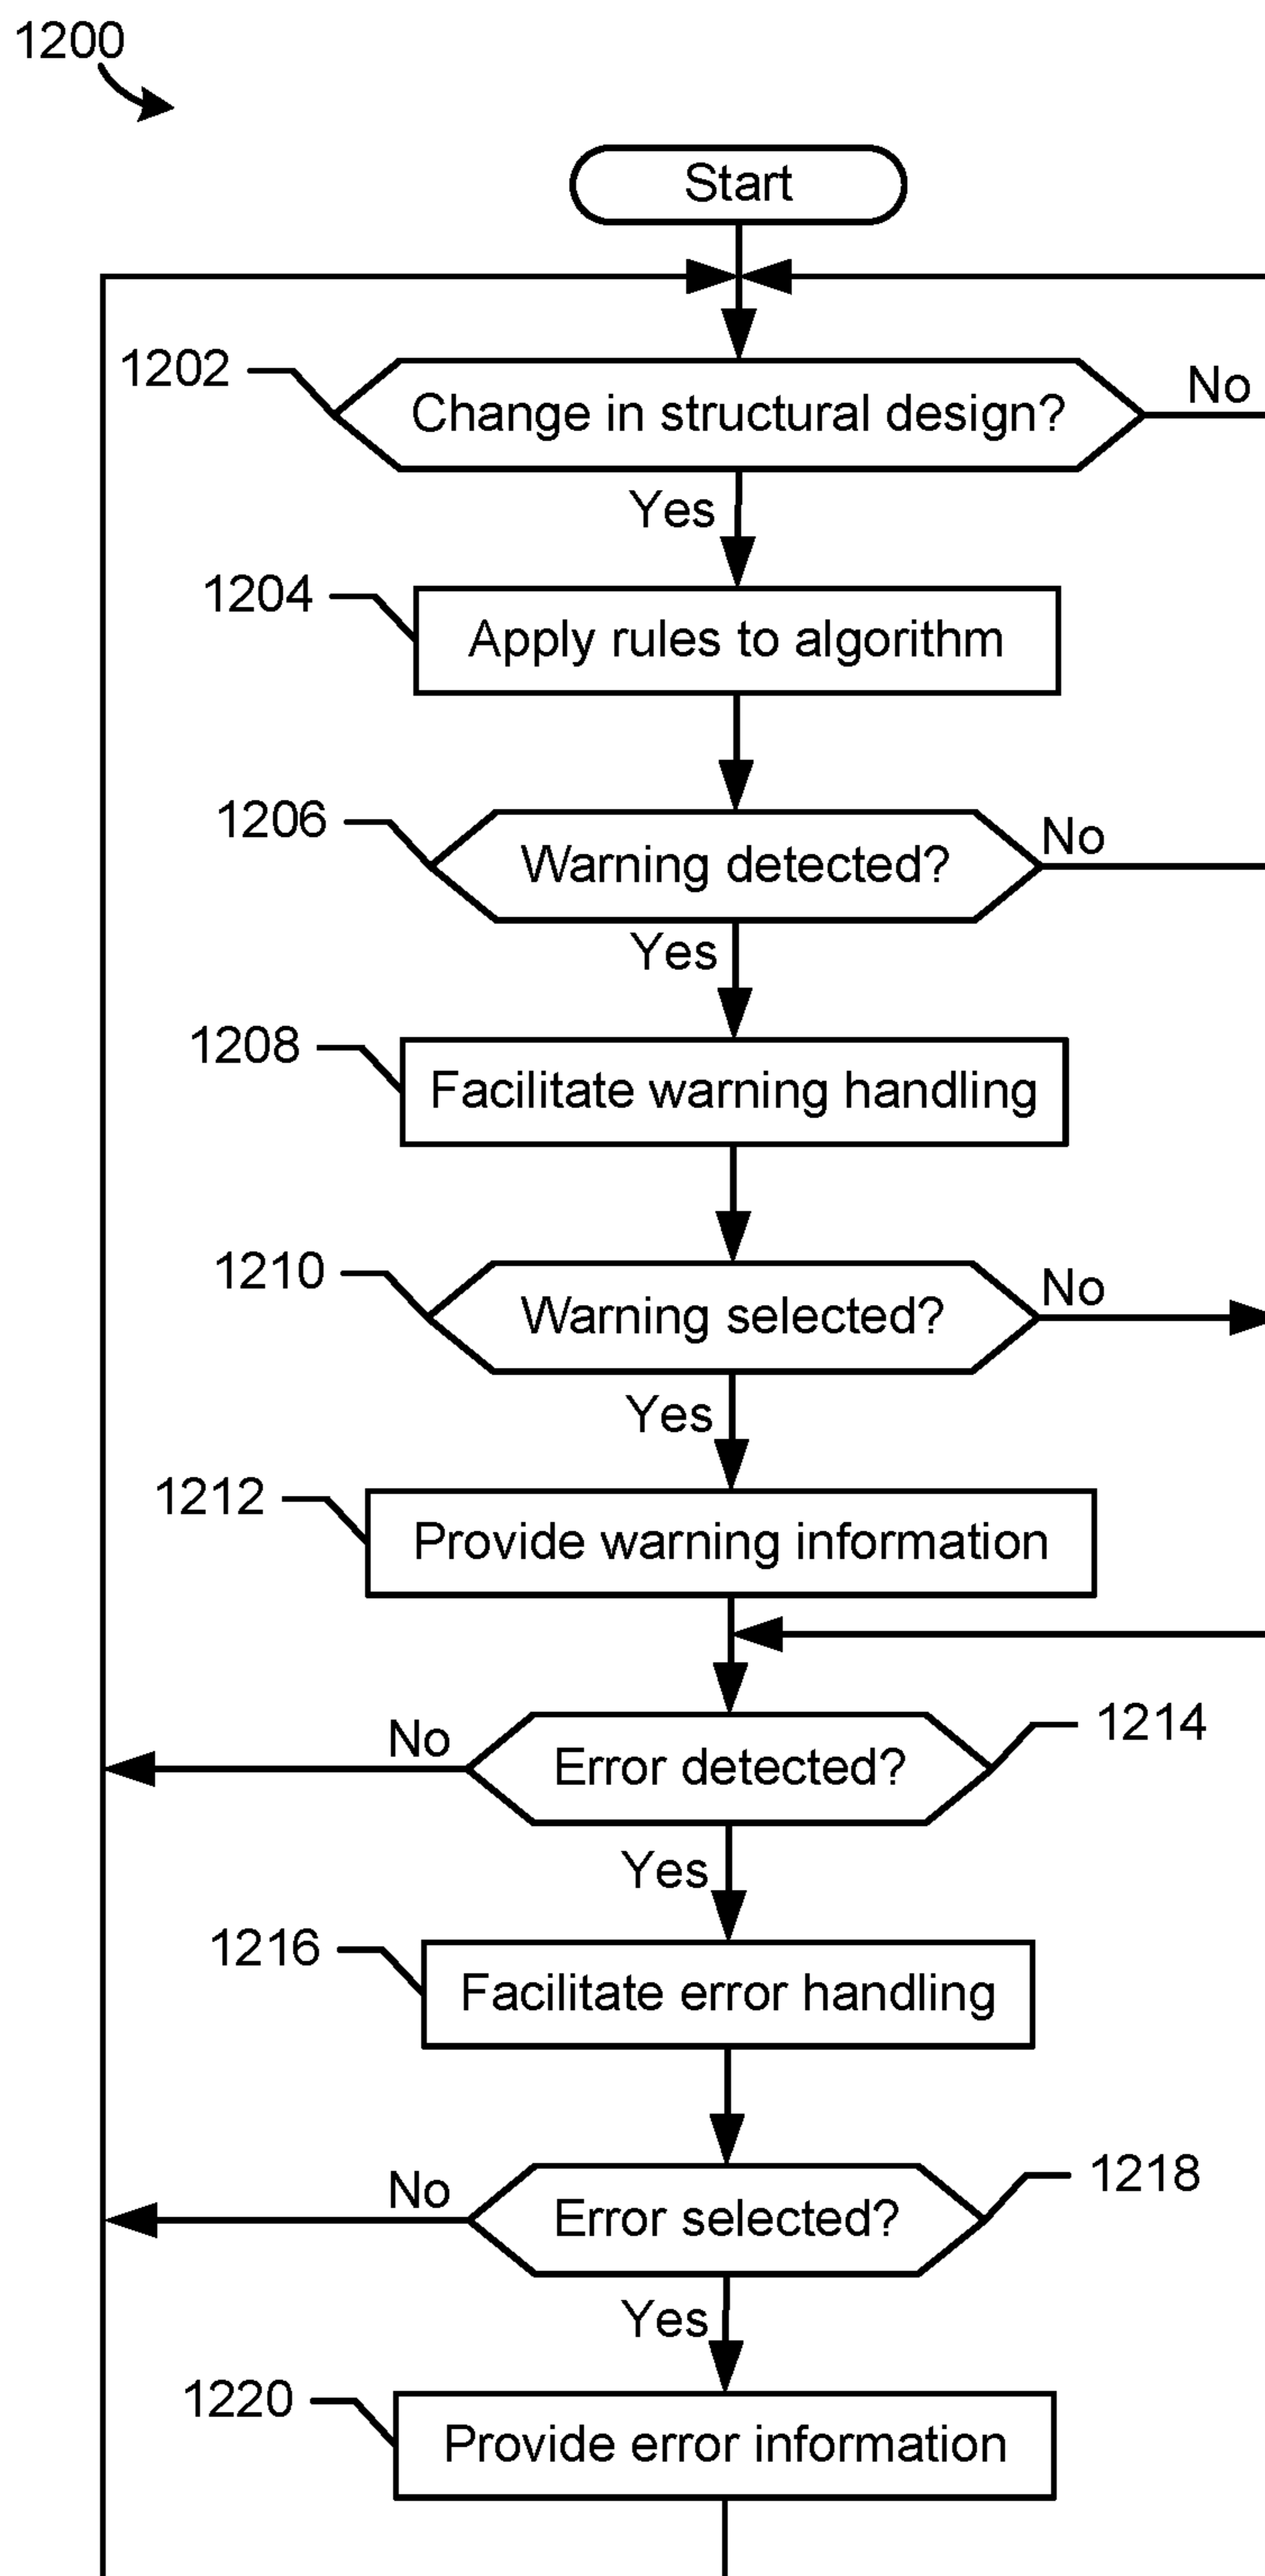 1200
Start
1202
Change in structural design?
No
Yes
1204
Apply rules to algorithm
1206
Warning detected?
No
Yes
1208
Facilitate warning handling
1210
Warning selected?
No
Yes
1212
Provide warning information
No
Error detected?
1214
Yes
1216
Facilitate error handling
No
Error selected?
1218
Yes
1220
Provide error information